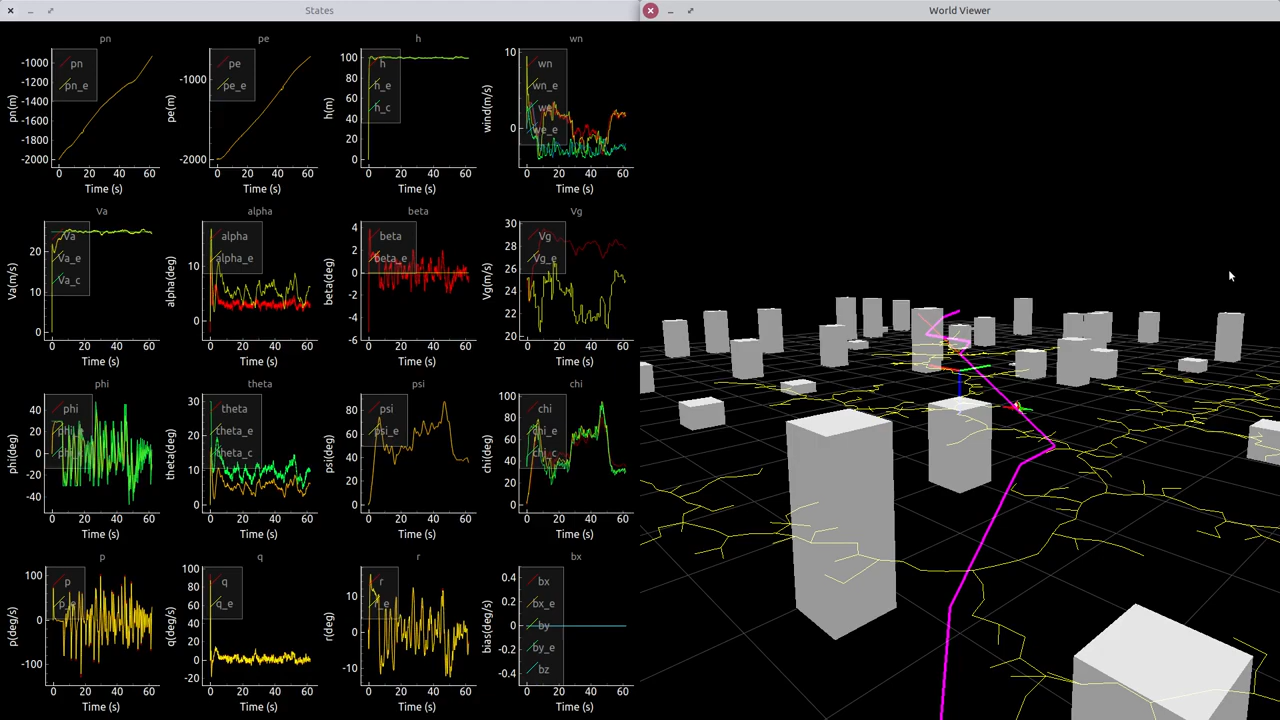 States
World Viewer
pn
pn(m)
-1000
-1200
-1400
-1600
-1800
-2000
pn
pn_e
0 20 40 60
Time (s)
pe
pe(m)
-1000
-2000
pe
pe_e
0 20 40 60
Time (s)
h
h(m)
100
80
60
40
20
0
h
h_e
h_c
0 20 40 60
Time (s)
wn
wind(m/s)
10
0
wn
wn_e
we
we_e
0 20 40 60
Time (s)
Va
Va(m/s)
20
10
0
Va
Va_e
Va_c
0 20 40 60
Time (s)
alpha
alpha(deg)
10
0
alpha
alpha_e
0 20 40 60
Time (s)
beta
beta(deg)
4
2
0
-2
-4
-6
beta
beta_e
0 20 40 60
Time (s)
Vg
Vg(m/s)
30
28
26
24
22
20
Vg
Vg_e
0 20 40 60
Time (s)
phi
phi(deg)
40
20
0
-20
-40
phi
0 20 40 60
Time (s)
theta
theta(deg)
30
20
10
0
theta
theta_e
theta_c
0 20 40 60
Time (s)
psi
psi(deg)
80
60
40
20
0
psi
psi_e
0 20 40 60
Time (s)
chi
chi(deg)
100
80
60
40
20
0
chi
chi_e
chi_c
0 20 40 60
Time (s)
p
p(deg/s)
100
0
-100
p
p_e
0 20 40 60
Time (s)
q
q(deg/s)
100
80
60
40
20
0
-20
q
q_e
0 20 40 60
Time (s)
r
r(deg)
10
0
-10
r
r_e
0 20 40 60
Time (s)
bx
bias(deg/s)
0.4
0.2
0
-0.2
-0.4
bx
bx_e
by
by_e
bz
0 20 40 60
Time (s)